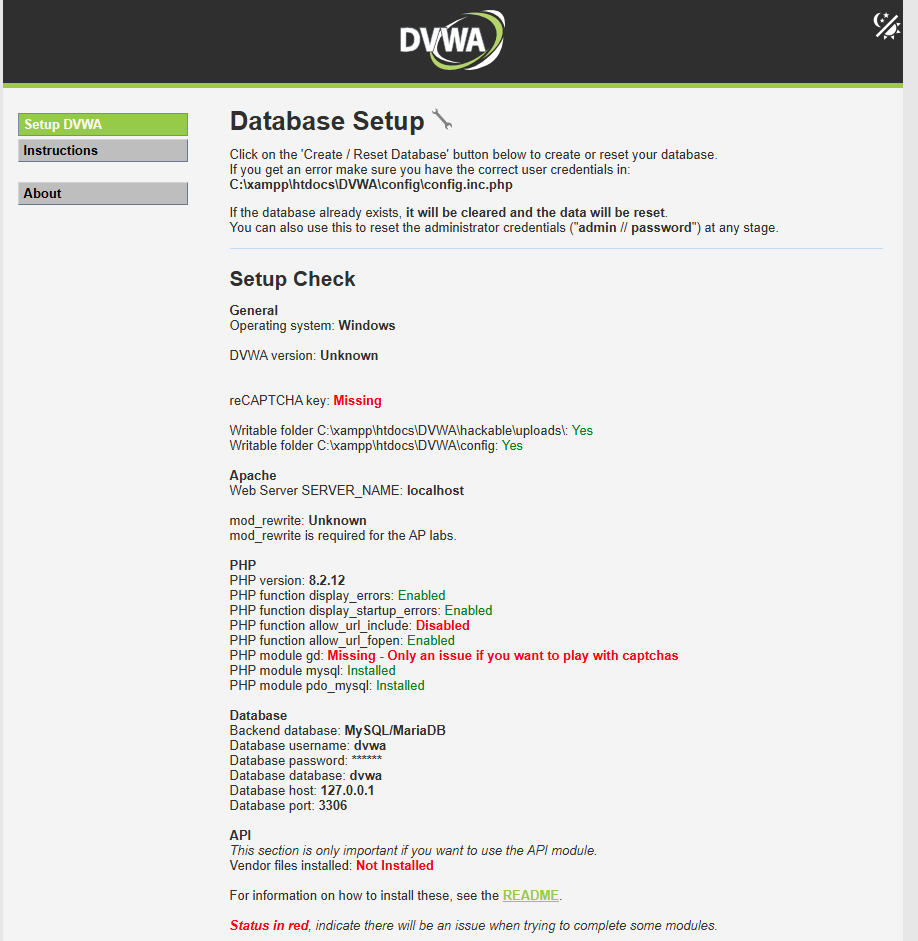 DVWA
Setup DVWA
Instructions
About
Database Setup
Click on the 'Create / Reset Database' button below to create or reset your database.
If you get an error make sure you have the correct user credentials in:
C:\xampp\htdocs\DVWA\config\config.inc.php
If the database already exists, it will be cleared and the data will be reset.
You can also use this to reset the administrator credentials ("admin // password") at any stage.
Setup Check
General
Operating system: Windows
DVWA version: Unknown
reCAPTCHA key: Missing
Writable folder C:\xampp\htdocs\DVWA\hackable\uploads\: Yes
Writable folder C:\xampp\htdocs\DVWA\config: Yes
Apache
Web Server SERVER_NAME: localhost
mod_rewrite: Unknown
mod_rewrite is required for the AP labs.
PHP
PHP version: 8.2.12
PHP function display_errors: Enabled
PHP function display_startup_errors: Enabled
PHP function allow_url_include: Disabled
PHP function allow_url_fopen: Enabled
PHP module gd: Missing - Only an issue if you want to play with captchas
PHP module mysql: Installed
PHP module pdo_mysql: Installed
Database
Backend database: MySQL/MariaDB
Database username: dvwa
Database password: ******
Database database: dvwa
Database host: 127.0.0.1
Database port: 3306
API
This section is only important if you want to use the API module.
Vendor files installed: Not Installed
For information on how to install these, see the README.
Status in red, indicate there will be an issue when trying to complete some modules.